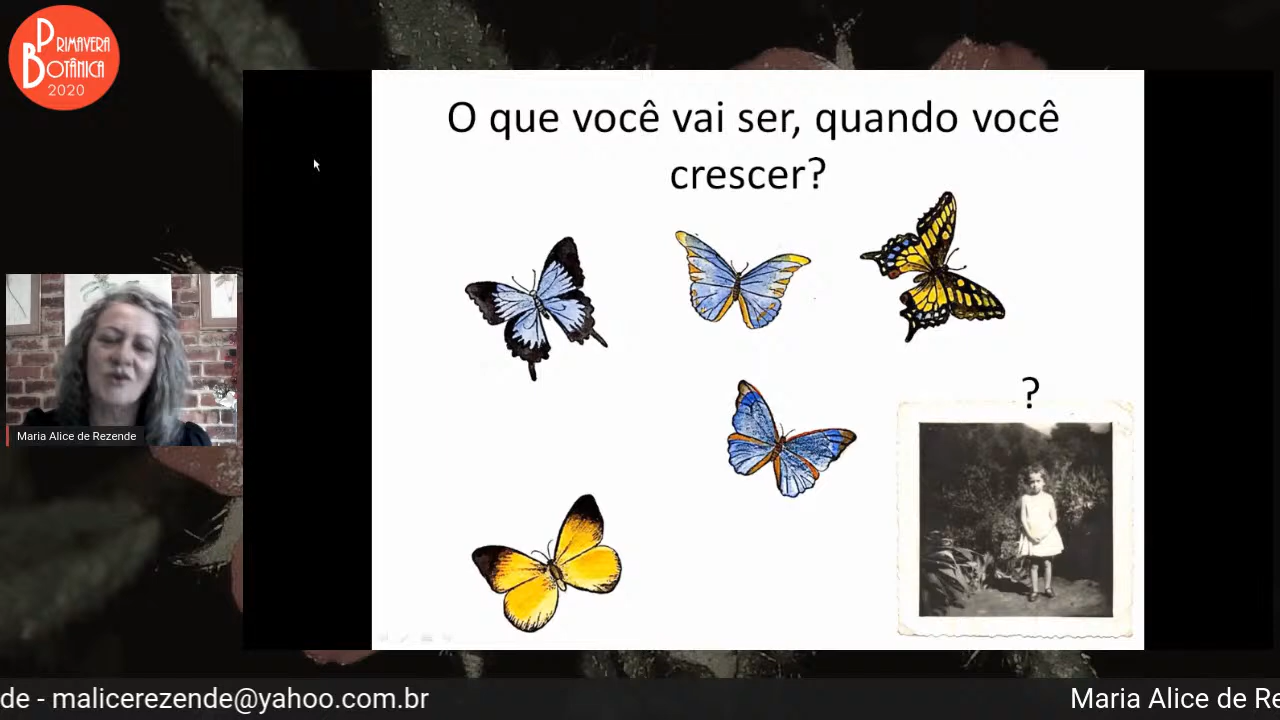 PRIMAVERA
BOTÂNICA
2020
O que você vai ser, quando você
crescer?
?
Maria Alice de Rezende
de - malicerezende@yahoo.com.br
Maria Alice de Re